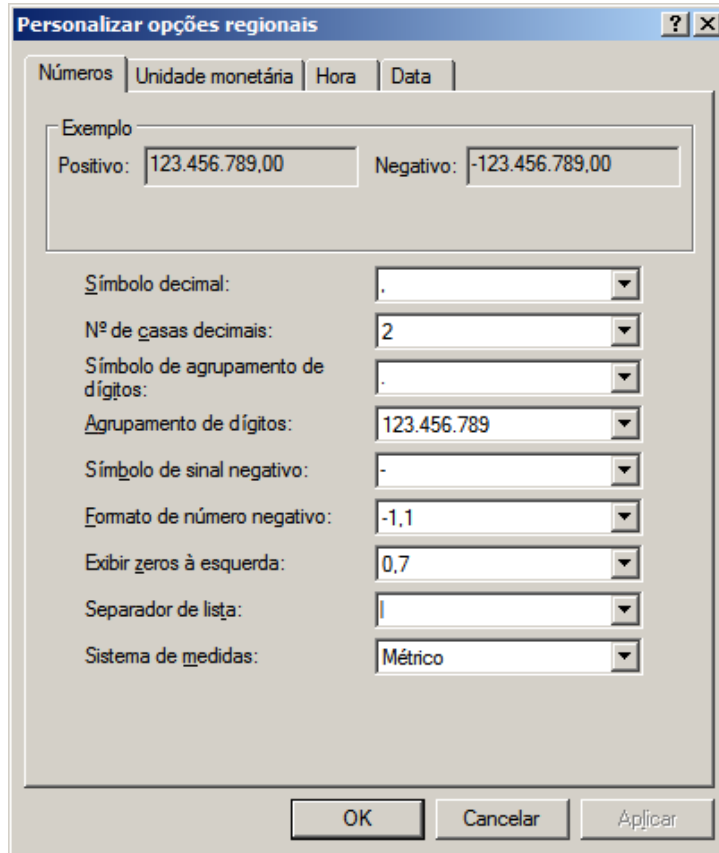 Personalizar opções regionais
Números Unidade monetária Hora Data
Exemplo
Positivo: 123.456.789,00 Negativo: -123.456.789,00
Símbolo decimal: ,
Nº de casas decimais: 2
Símbolo de agrupamento de
dígitos: .
Agrupamento de dígitos: 123.456.789
Símbolo de sinal negativo: -
Formato de número negativo: -1,1
Exibir zeros à esquerda: 0,7
Separador de lista: |
Sistema de medidas: Métrico
OK Cancelar Aplicar